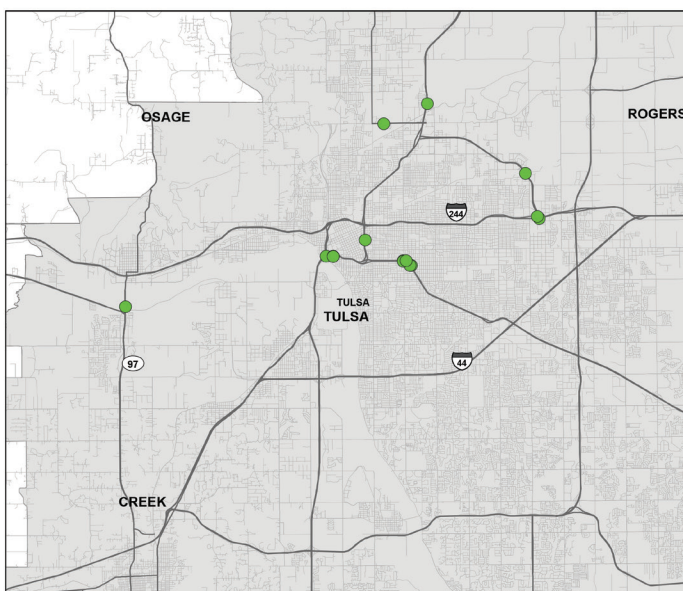 OSAGE
ROGERS
244
TULSA
TULSA
97
44
CREEK